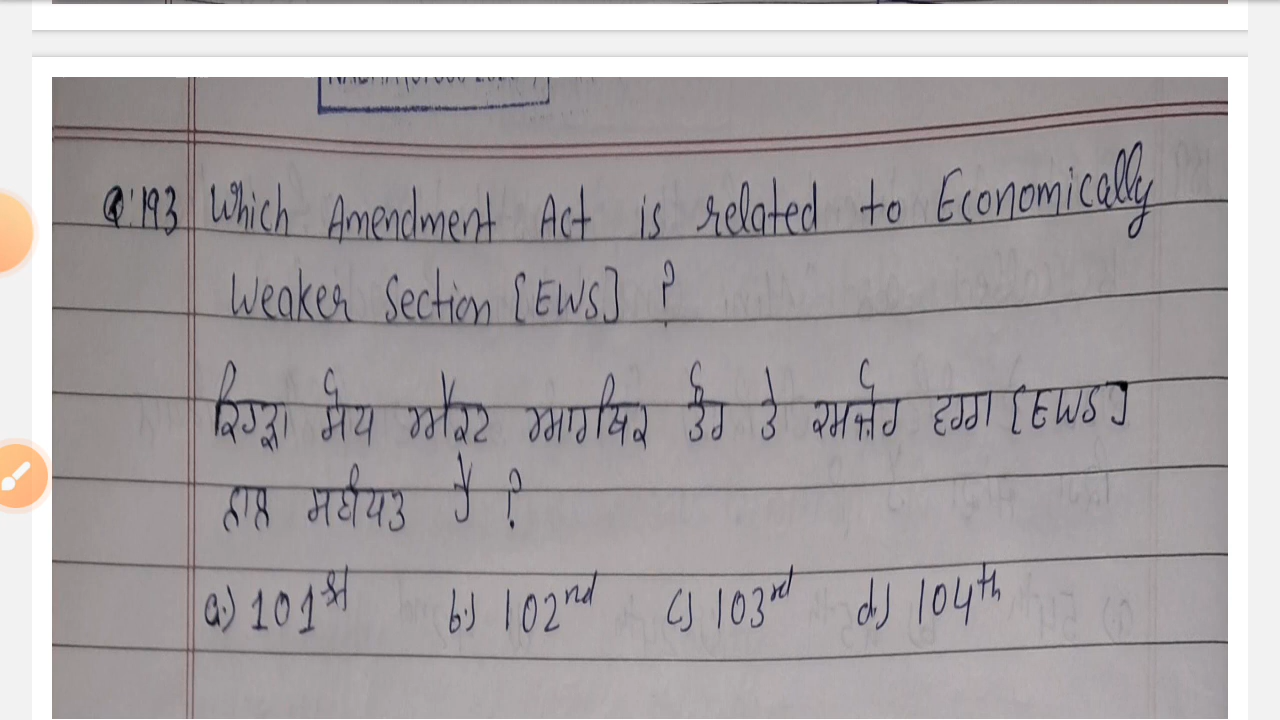 Q.193 Which Amendment Act is related to Economically
Weaker Section [EWS] ?
ਕਿਹੜਾ ਸੋਧ ਐਕਟ ਆਰਥਿਕ ਤੌਰ ਤੇ ਕਮਜ਼ੋਰ ਵਰਗ [EWS]
ਨਾਲ ਸਬੰਧਤ ਹੈ ?
a.) 101st b.) 102nd c.) 103rd d.) 104th